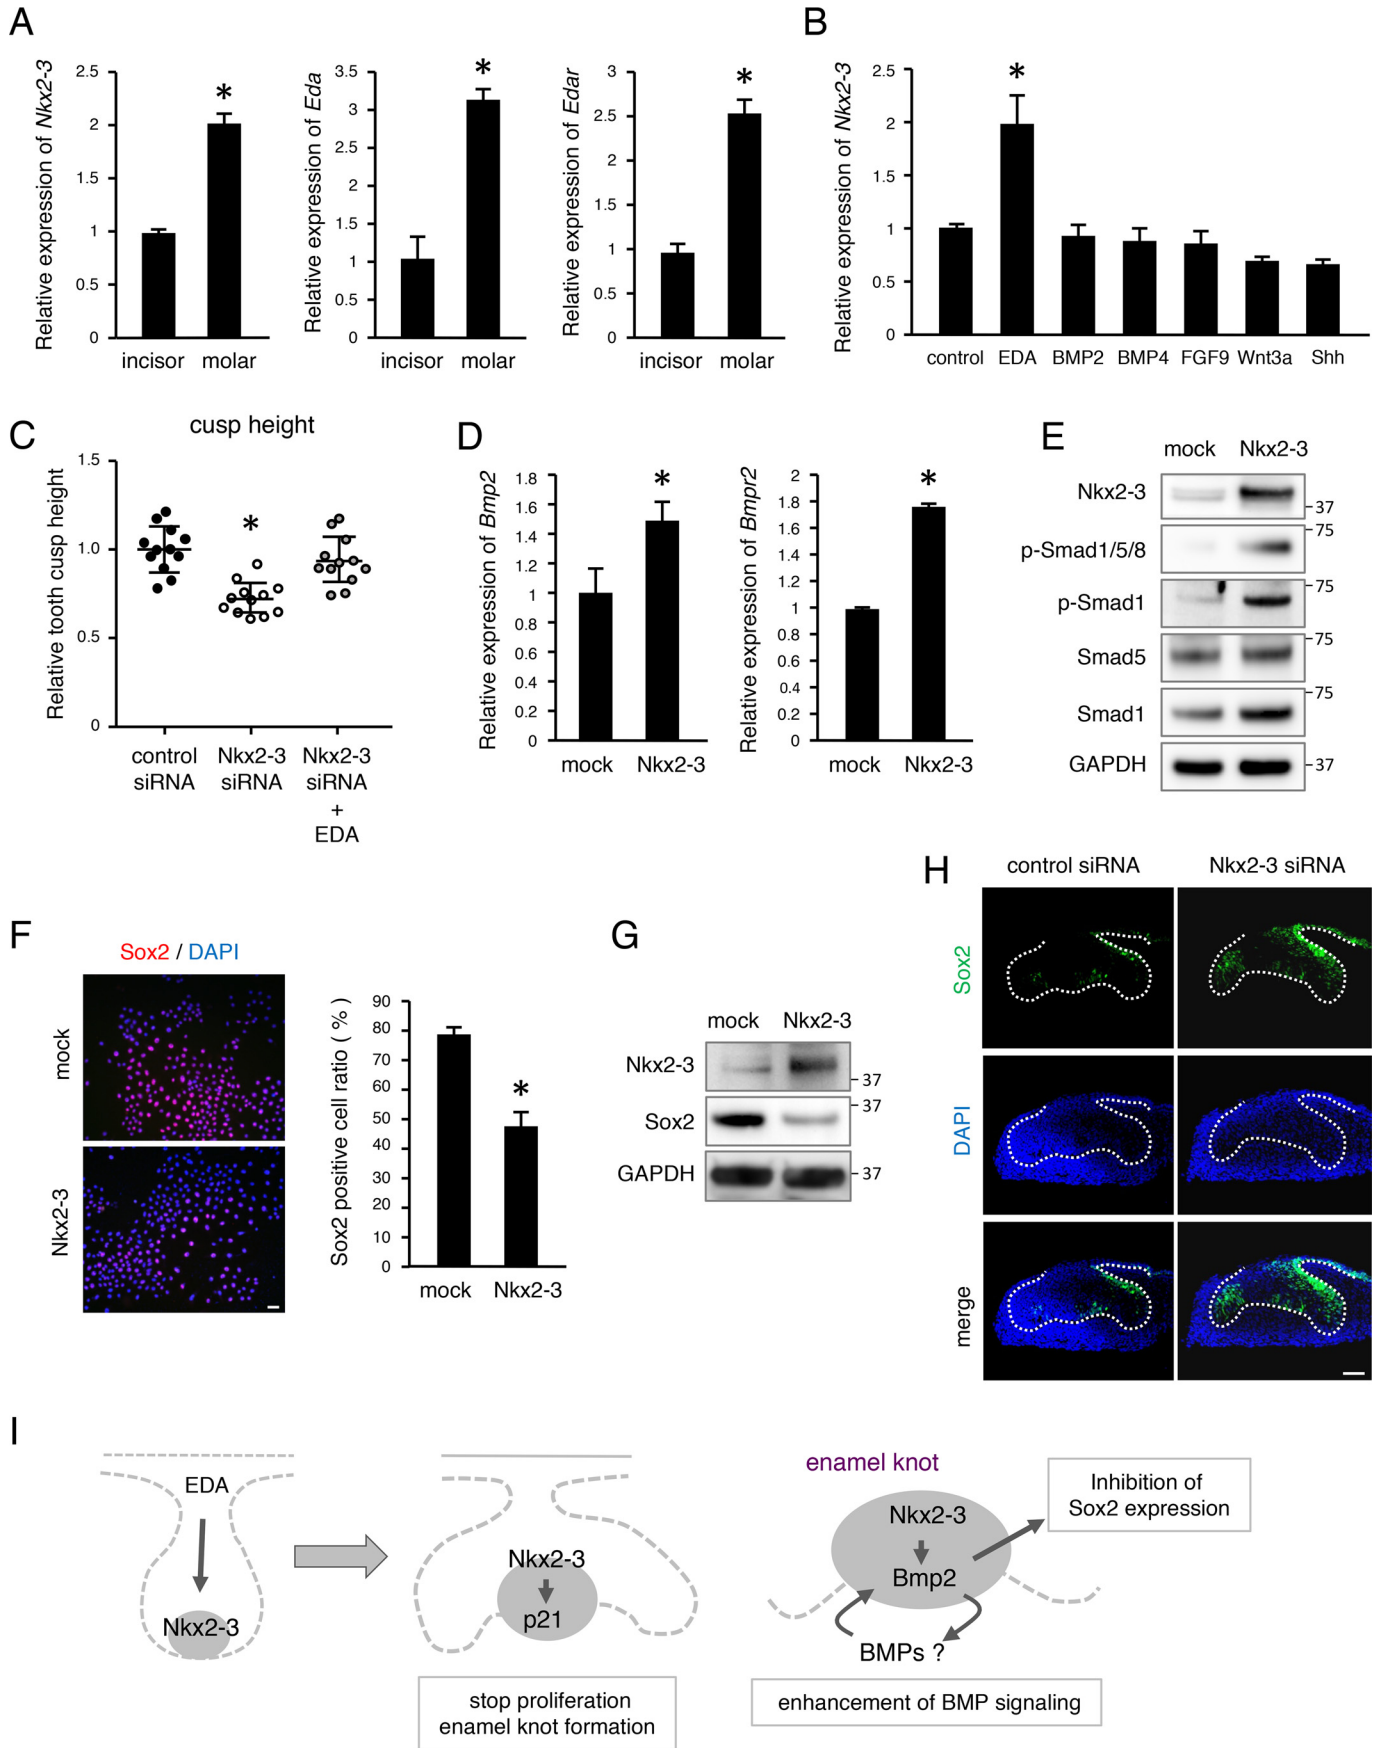 A
Relative expression of Nkx2-3
2.5
2
1.5
1
0.5
0
incisor molar
Relative expression of Eda
3.5
3
2.5
2
1.5
1
0.5
0
incisor molar
Relative expression of Edar
3
2.5
2
1.5
1
0.5
0
incisor molar
*
*
*
B
Relative expression of Nkx2-3
2.5
2
1.5
1
0.5
0
*
control EDA BMP2 BMP4 FGF9 Wnt3a Shh
C
cusp height
Relative tooth cusp height
1.5
1.0
0.5
0
*
control
siRNA
Nkx2-3
siRNA
Nkx2-3
siRNA
+
EDA
D
Relative expression of Bmp2
1.8
1.6
1.4
1.2
1
0.8
0.6
0.4
0.2
0
*
mock Nkx2-3
Relative expression of Bmpr2
2
1.8
1.6
1.4
1.2
1
0.8
0.6
0.4
0.2
0
*
mock Nkx2-3
E
mock Nkx2-3
Nkx2-3
37
75
p-Smad1/5/8
75
p-Smad1
75
Smad5
75
Smad1
GAPDH
37
F
Sox2 / DAPI
mock
Nkx2-3
Sox2 positive cell ratio ( % )
90
80
70
60
50
40
30
20
10
0
*
mock Nkx2-3
G
mock Nkx2-3
Nkx2-3
37
37
Sox2
GAPDH
37
H
control siRNA Nkx2-3 siRNA
Sox2
DAPI
merge
I
EDA
Nkx2-3
Nkx2-3
p21
stop proliferation
enamel knot formation
enamel knot
Nkx2-3
Bmp2
BMPs ?
Inhibition of
Sox2 expression
enhancement of BMP signaling